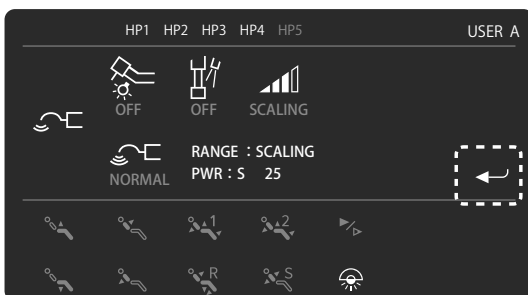 HP1 HP2 HP3 HP4 HP5 USER A
OFF OFF SCALING
RANGE : SCALING
NORMAL PWR : S 25
1 2
R S